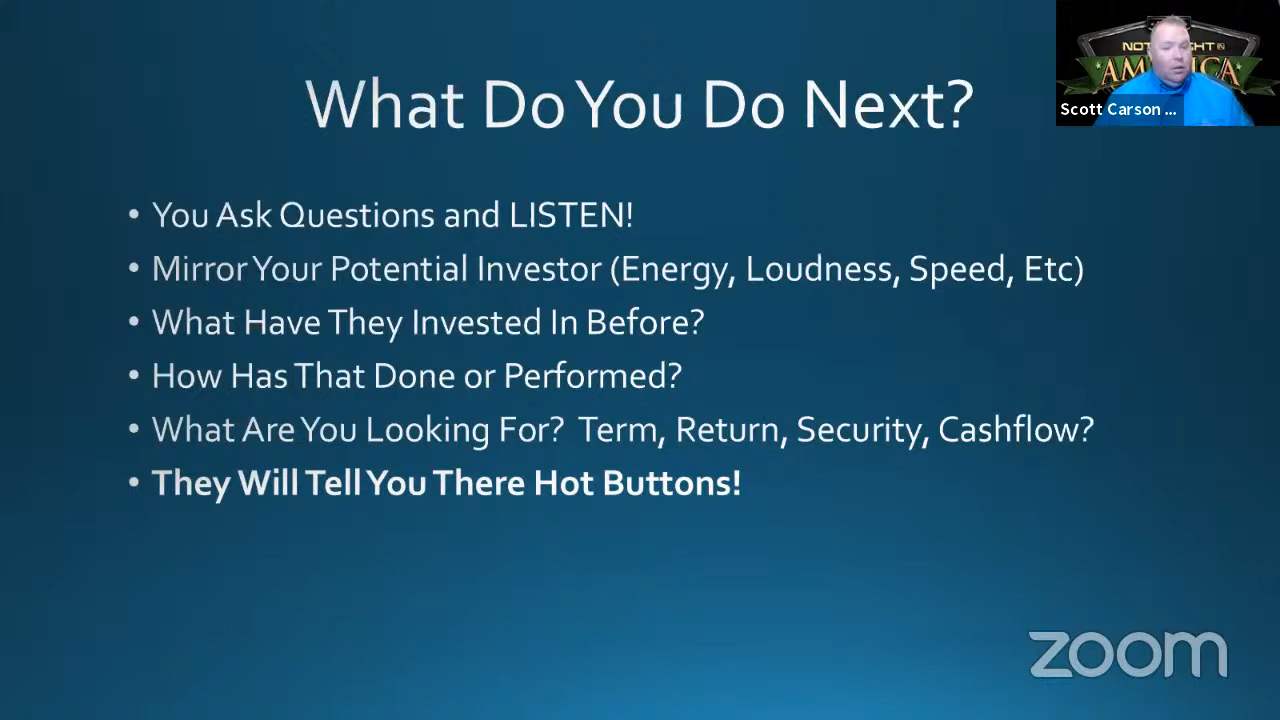 What Do You Do Next?
• You Ask Questions and LISTEN!
• Mirror Your Potential Investor (Energy, Loudness, Speed, Etc)
• What Have They Invested In Before?
• How Has That Done or Performed?
• What Are You Looking For? Term, Return, Security, Cashflow?
• They Will Tell You There Hot Buttons!
Scott Carson ...
zoom